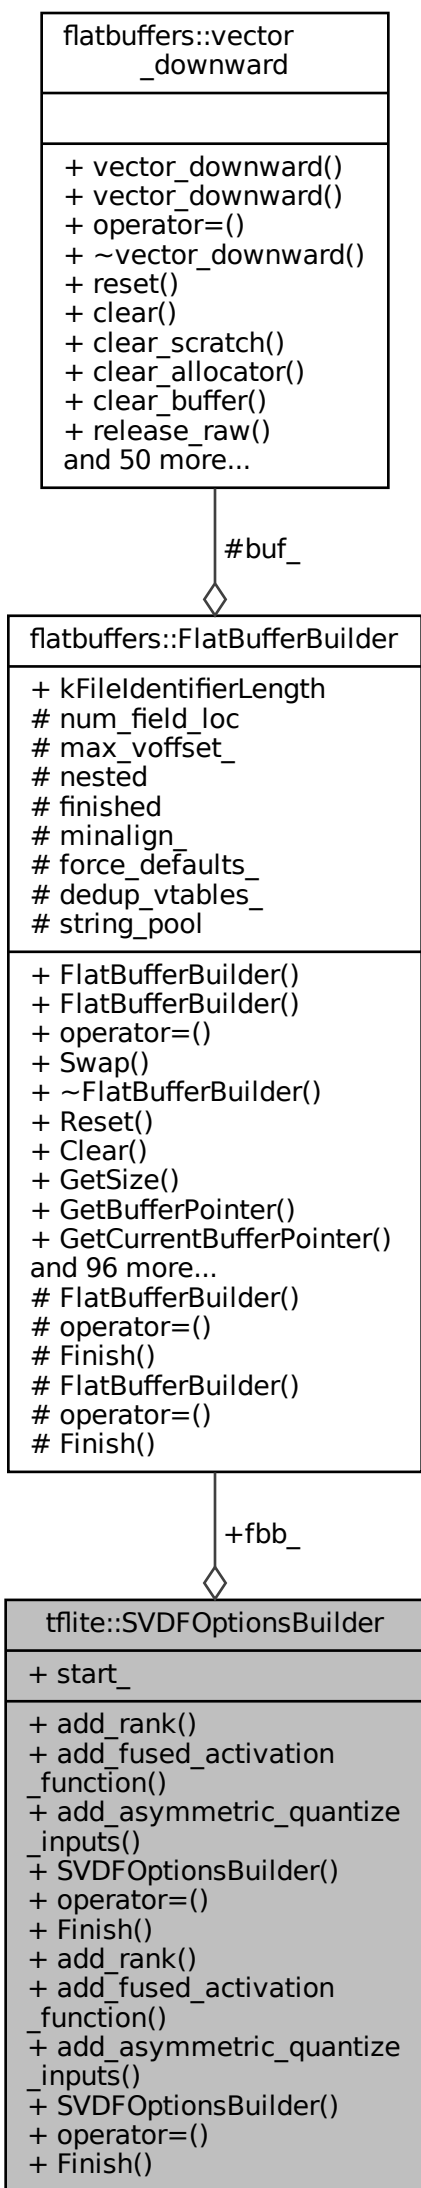 flatbuffers::vector
_downward
+ vector_downward()
+ vector_downward()
+ operator=()
+ ~vector_downward()
+ reset()
+ clear()
+ clear_scratch()
+ clear_allocator()
+ clear_buffer()
+ release_raw()
and 50 more...
#buf_
flatbuffers::FlatBufferBuilder
+ kFileIdentifierLength
# num_field_loc
# max_voffset_
# nested
# finished
# minalign_
# force_defaults_
# dedup_vtables_
# string_pool
+ FlatBufferBuilder()
+ FlatBufferBuilder()
+ operator=()
+ Swap()
+ ~FlatBufferBuilder()
+ Reset()
+ Clear()
+ GetSize()
+ GetBufferPointer()
+ GetCurrentBufferPointer()
and 96 more...
# FlatBufferBuilder()
# operator=()
# Finish()
# FlatBufferBuilder()
# operator=()
# Finish()
+fbb_
tflite::SVDFOptionsBuilder
+ start_
+ add_rank()
+ add_fused_activation
_function()
+ add_asymmetric_quantize
_inputs()
+ SVDFOptionsBuilder()
+ operator=()
+ Finish()
+ add_rank()
+ add_fused_activation
_function()
+ add_asymmetric_quantize
_inputs()
+ SVDFOptionsBuilder()
+ operator=()
+ Finish()